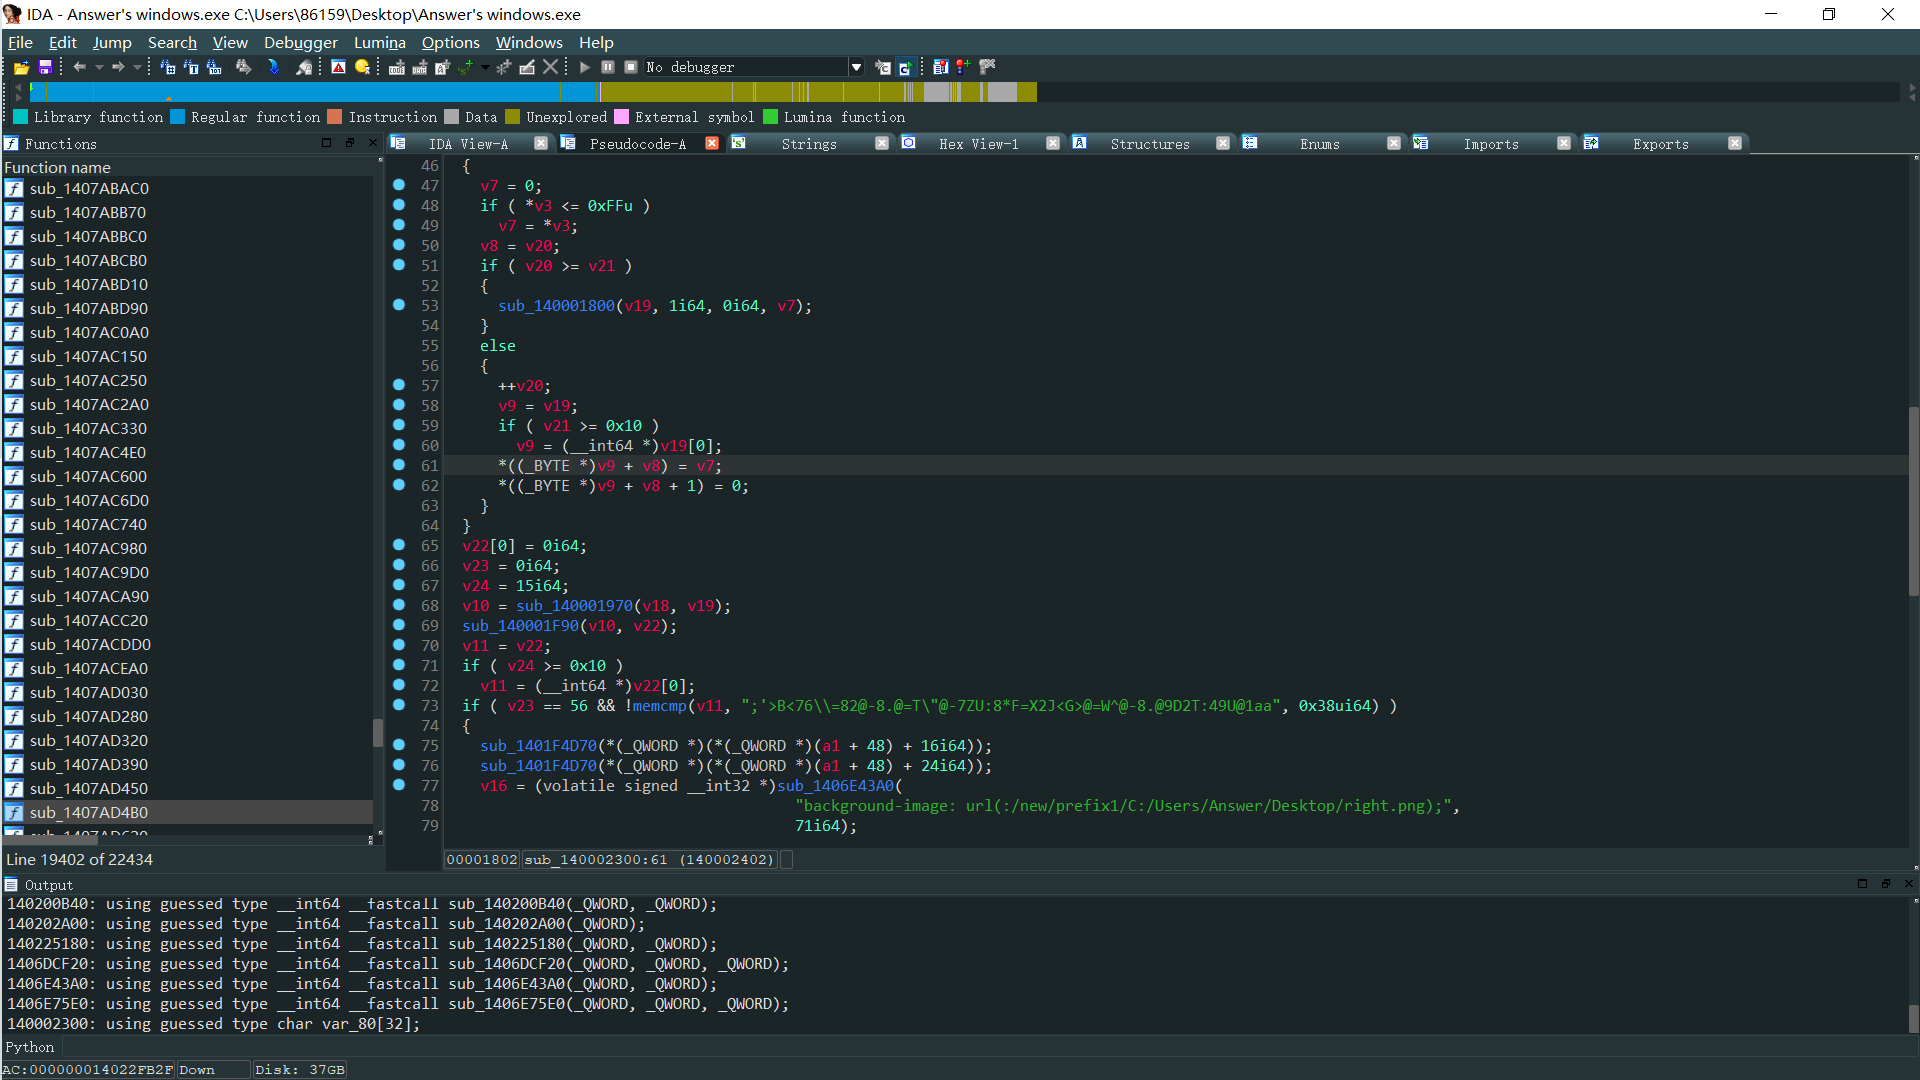 IDA - Answer's windows.exe C:\Users\86159\Desktop\Answer's windows.exe
File Edit Jump Search View Debugger Lumina Options Windows Help
No debugger
Library function Regular function Instruction Data Unexplored External symbol Lumina function
Functions
IDA View-A Pseudocode-A Strings Hex View-1 Structures Enums Imports Exports
Function name
sub_1407ABAC0
sub_1407ABB70
sub_1407ABBC0
sub_1407ABCB0
sub_1407ABD10
sub_1407ABD90
sub_1407AC0A0
sub_1407AC150
sub_1407AC250
sub_1407AC2A0
sub_1407AC330
sub_1407AC4E0
sub_1407AC600
sub_1407AC6D0
sub_1407AC740
sub_1407AC980
sub_1407AC9D0
sub_1407ACA90
sub_1407ACC20
sub_1407ACDD0
sub_1407ACEA0
sub_1407AD030
sub_1407AD280
sub_1407AD320
sub_1407AD390
sub_1407AD450
sub_1407AD4B0
Line 19402 of 22434
46 {
47 v7 = 0;
48 if ( *v3 <= 0xFFu )
49 v7 = *v3;
50 v8 = v20;
51 if ( v20 >= v21 )
52 {
53 sub_140001800(v19, 1i64, 0i64, v7);
54 }
55 else
56 {
57 ++v20;
58 v9 = v19;
59 if ( v21 >= 0x10 )
60 v9 = (__int64 *)v19[0];
61 *((_BYTE *)v9 + v8) = v7;
62 *((_BYTE *)v9 + v8 + 1) = 0;
63 }
64 }
65 v22[0] = 0i64;
66 v23 = 0i64;
67 v24 = 15i64;
68 v10 = sub_140001970(v18, v19);
69 sub_140001F90(v10, v22);
70 v11 = v22;
71 if ( v24 >= 0x10 )
72 v11 = (__int64 *)v22[0];
73 if ( v23 == 56 && !memcmp(v11, ";'>B<76\\=82@-8.@=T\"@-7ZU:8*F=X2J<G>@=W^@-8.@9D2T:49U@1aa", 0x38ui64) )
74 {
75 sub_1401F4D70(*(_QWORD *)(*(_QWORD *)(a1 + 48) + 16i64));
76 sub_1401F4D70(*(_QWORD *)(*(_QWORD *)(a1 + 48) + 24i64));
77 v16 = (volatile signed __int32 *)sub_1406E43A0(
78 "background-image: url(:/new/prefix1/C:/Users/Answer/Desktop/right.png);",
79 71i64);
00001802 sub_140002300:61 (140002402)
Output
140200B40: using guessed type __int64 __fastcall sub_140200B40(_QWORD, _QWORD);
140202A00: using guessed type __int64 __fastcall sub_140202A00(_QWORD);
140225180: using guessed type __int64 __fastcall sub_140225180(_QWORD, _QWORD);
1406DCF20: using guessed type __int64 __fastcall sub_1406DCF20(_QWORD, _QWORD, _QWORD);
1406E43A0: using guessed type __int64 __fastcall sub_1406E43A0(_QWORD, _QWORD);
1406E75E0: using guessed type __int64 __fastcall sub_1406E75E0(_QWORD, _QWORD, _QWORD);
140002300: using guessed type char var_80[32];
Python
AC:000000014022FB2F Down Disk: 37GB